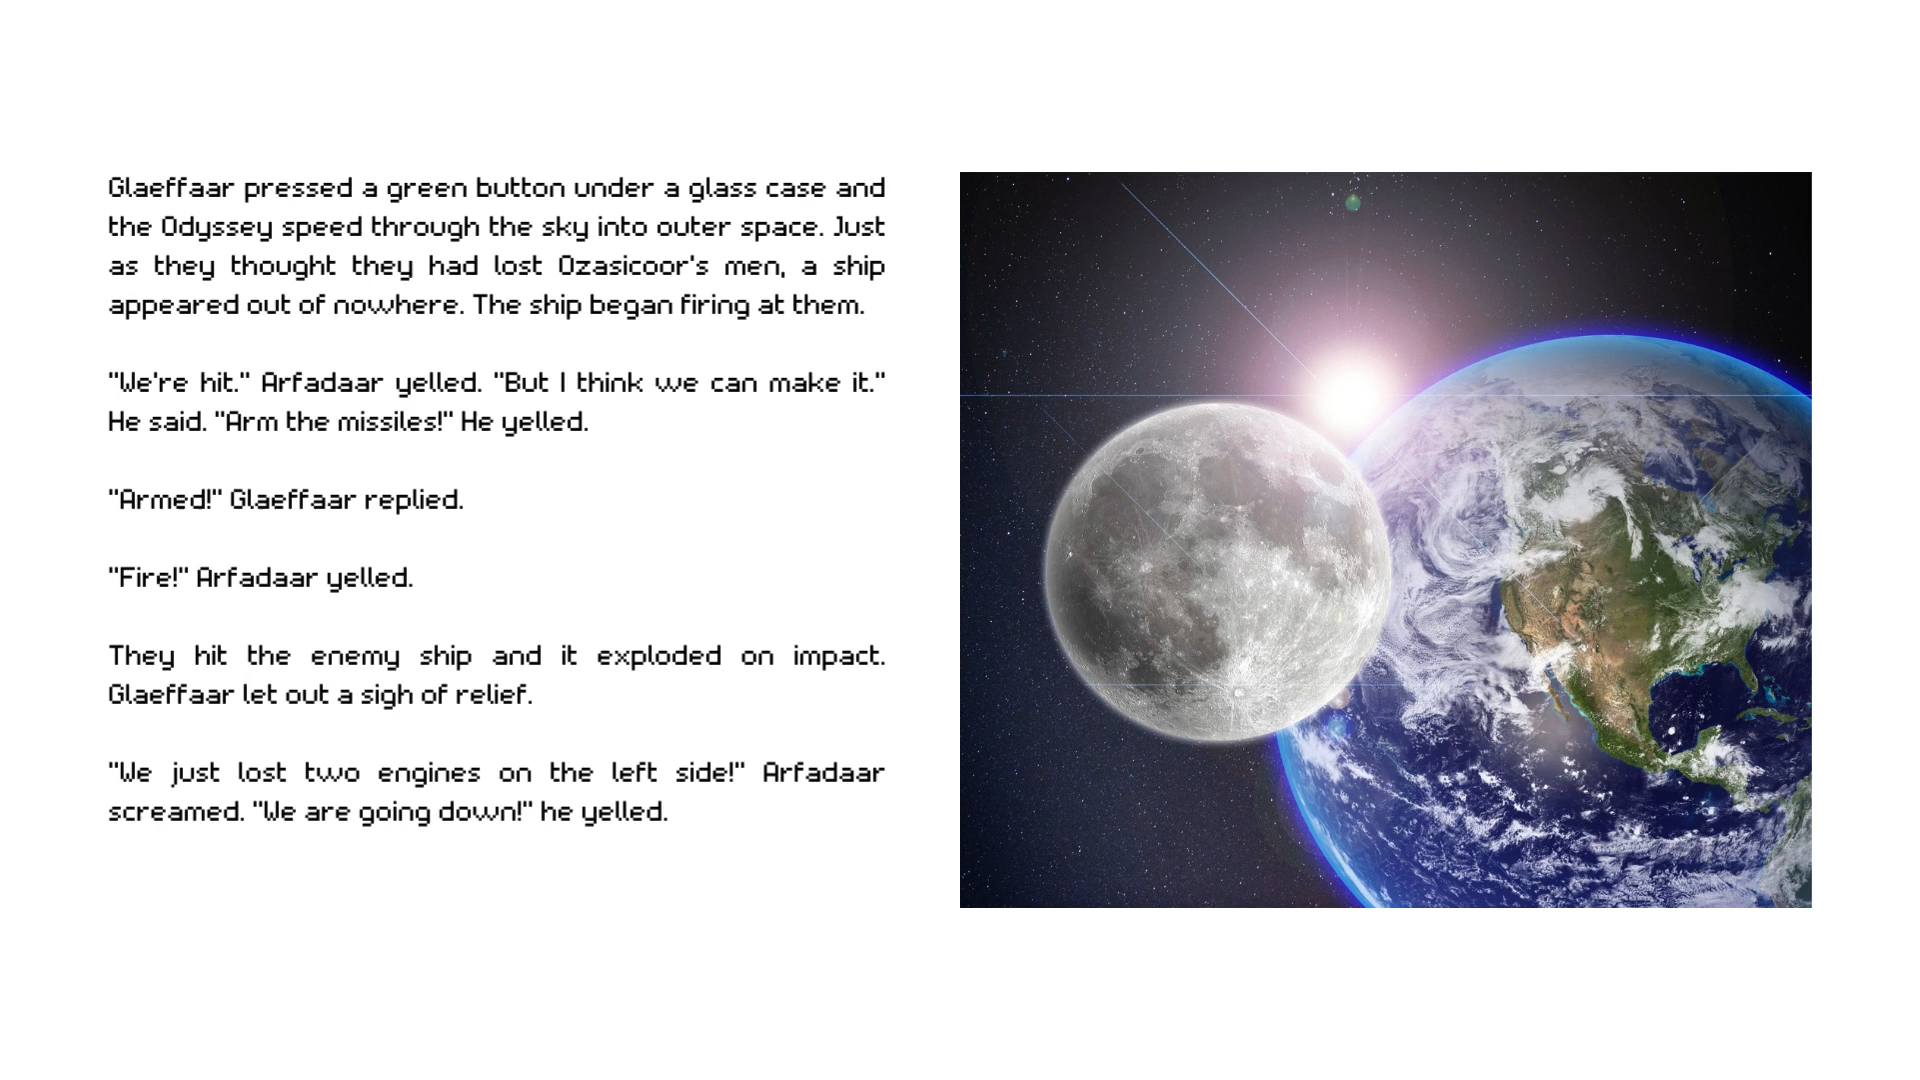 Glaeffaar pressed a green button under a glass case and
the Odyssey speed through the sky into outer space. Just
as they thought they had lost Ozasicoor's men, a ship
appeared out of nowhere. The ship began firing at them.
"We're hit." Arfadaar yelled. "But I think we can make it."
He said. "Arm the missiles!" He yelled.
"Armed!" Glaeffaar replied.
"Fire!" Arfadaar yelled.
They hit the enemy ship and it exploded on impact.
Glaeffaar let out a sigh of relief.
"We just lost two engines on the left side!" Arfadaar
screamed. "We are going down!" he yelled.